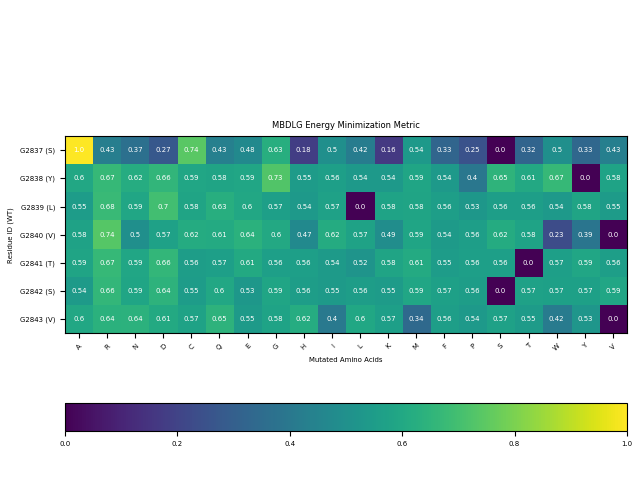 MBDLG Energy Minimization Metric
Residue ID (WT)
G2837 (S) 1.0 0.43 0.37 0.27 0.74 0.43 0.48 0.63 0.18 0.5 0.42 0.16 0.54 0.33 0.25 0.0 0.32 0.5 0.33 0.43
G2838 (Y) 0.6 0.67 0.62 0.66 0.59 0.58 0.59 0.73 0.55 0.56 0.54 0.54 0.59 0.54 0.4 0.65 0.61 0.67 0.0 0.58
G2839 (L) 0.55 0.68 0.59 0.7 0.58 0.63 0.6 0.57 0.54 0.57 0.0 0.58 0.58 0.56 0.53 0.56 0.56 0.54 0.58 0.55
G2840 (V) 0.58 0.74 0.5 0.57 0.62 0.61 0.64 0.6 0.47 0.62 0.57 0.49 0.59 0.54 0.56 0.62 0.58 0.23 0.39 0.0
G2841 (T) 0.59 0.67 0.59 0.66 0.56 0.57 0.61 0.56 0.56 0.54 0.52 0.58 0.61 0.55 0.56 0.56 0.0 0.57 0.59 0.56
G2842 (S) 0.54 0.66 0.59 0.64 0.55 0.6 0.53 0.59 0.56 0.55 0.56 0.55 0.59 0.57 0.56 0.0 0.57 0.57 0.57 0.59
G2843 (V) 0.6 0.64 0.64 0.61 0.57 0.65 0.55 0.58 0.62 0.4 0.6 0.57 0.34 0.56 0.54 0.57 0.55 0.42 0.53 0.0
A R N D C Q E G H I L K M F P S T W Y V
Mutated Amino Acids
0.0 0.2 0.4 0.6 0.8 1.0